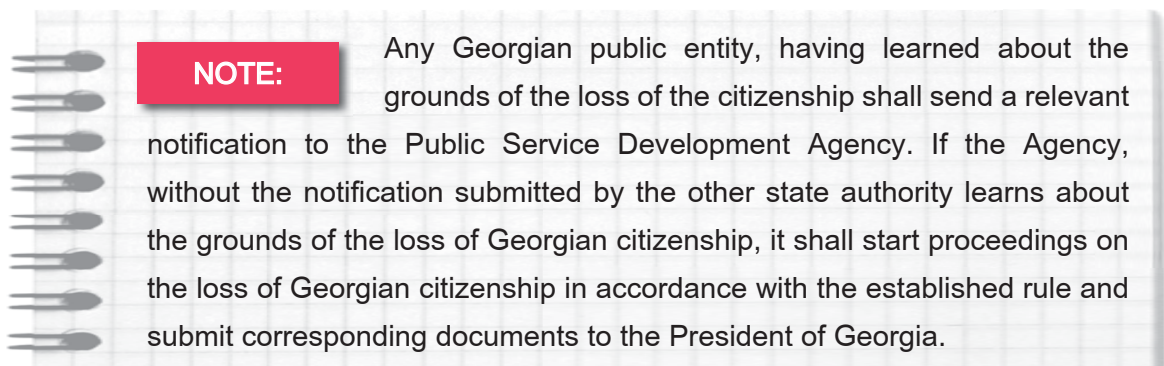 NOTE:
Any Georgian public entity, having learned about the
grounds of the loss of the citizenship shall send a relevant
notification to the Public Service Development Agency. If the Agency,
without the notification submitted by the other state authority learns about
the grounds of the loss of Georgian citizenship, it shall start proceedings on
the loss of Georgian citizenship in accordance with the established rule and
submit corresponding documents to the President of Georgia.